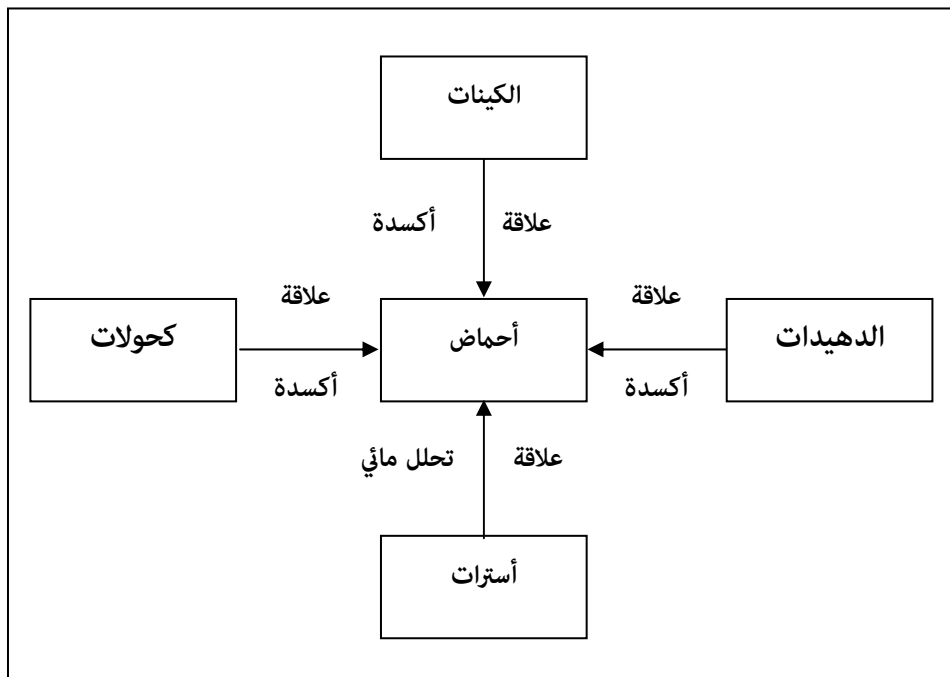 الكينات
علاقة أكسدة
علاقة علاقة
الدهيدات أحماض كحولات
أكسدة أكسدة
علاقة تحلل مائي
أسترات